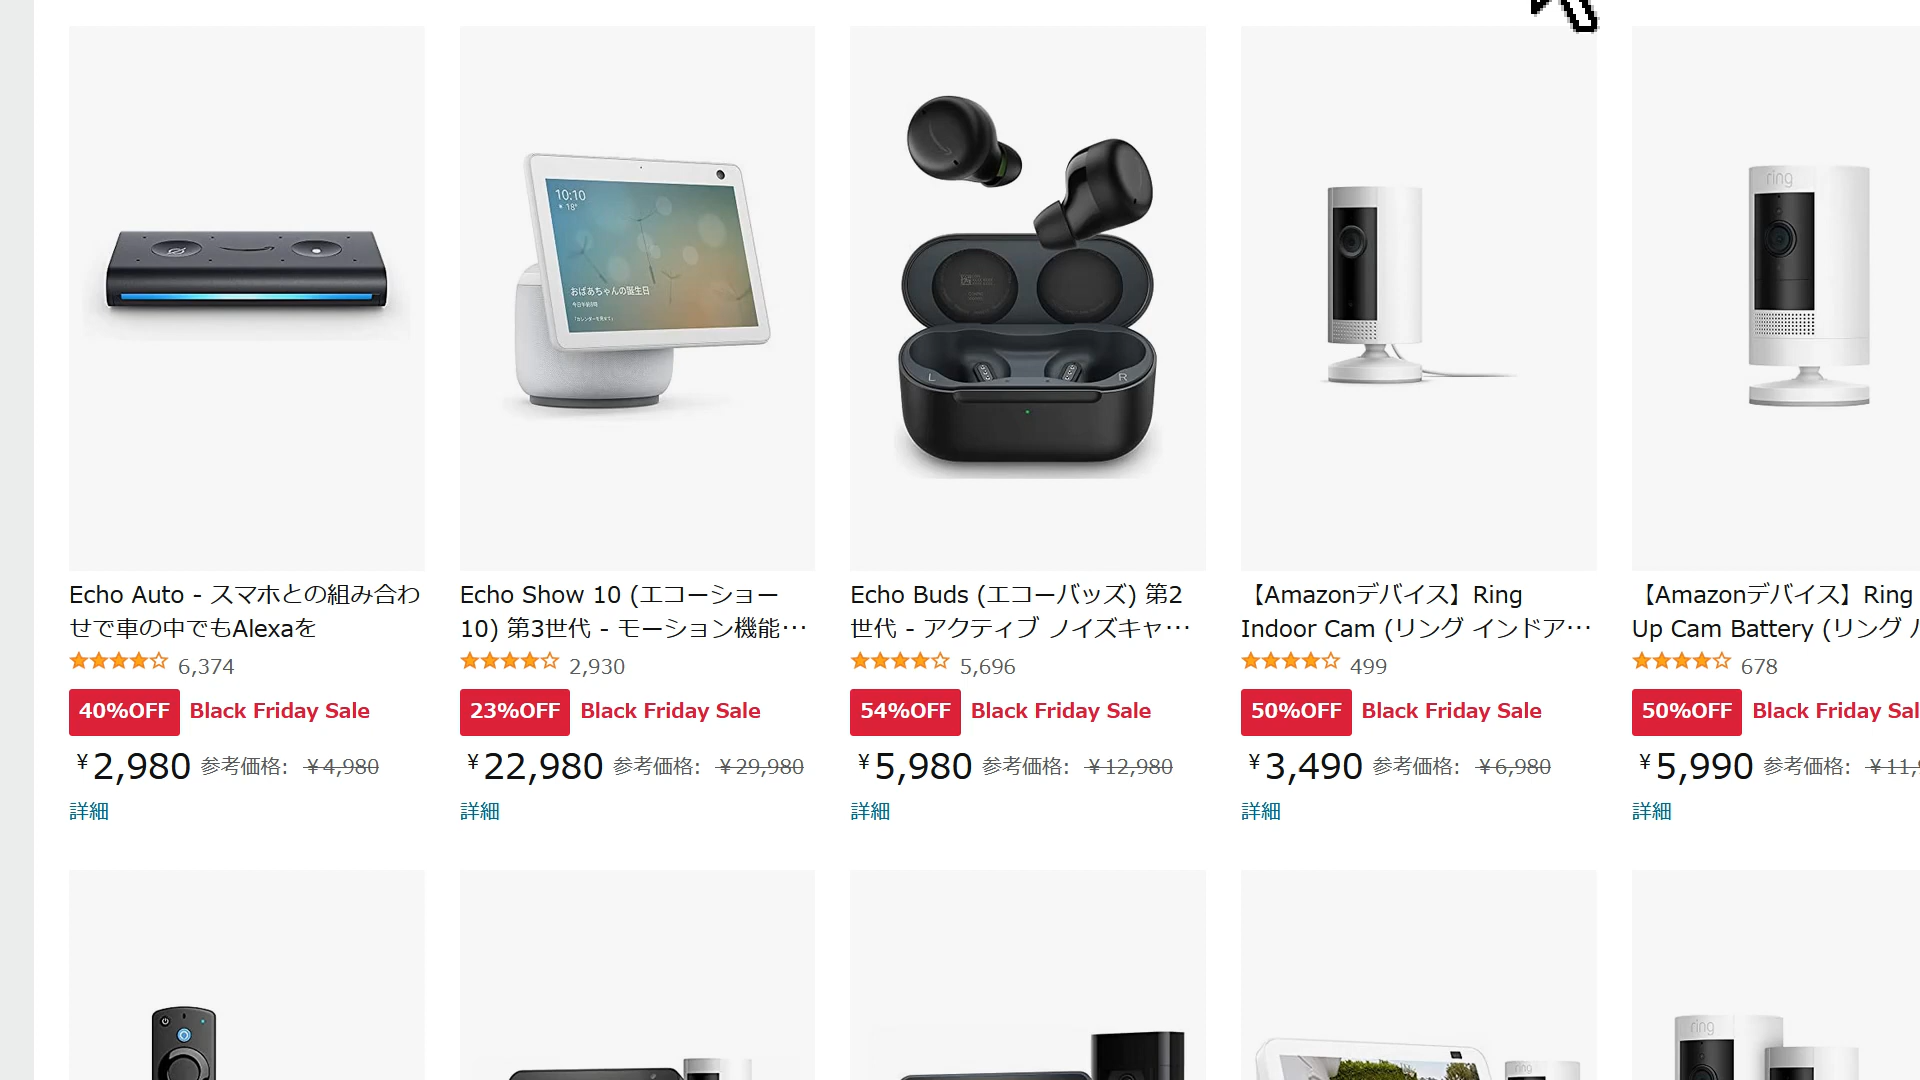 10:10
18°
おばあちゃんの誕生日
L
R
ring
Echo Auto - スマホとの組み合わ
せで車の中でもAlexaを
6,374
40%OFF Black Friday Sale
¥2,980 参考価格: ¥4,980
詳細
Echo Show 10 (エコーショー
10) 第3世代 - モーション機能…
2,930
23%OFF Black Friday Sale
¥22,980 参考価格: ¥29,980
詳細
Echo Buds (エコーバッズ) 第2
世代 - アクティブ ノイズキャ…
5,696
54%OFF Black Friday Sale
¥5,980 参考価格: ¥12,980
詳細
【Amazonデバイス】Ring
Indoor Cam (リング インドア…
499
50%OFF Black Friday Sale
¥3,490 参考価格: ¥6,980
詳細
【Amazonデバイス】Ring
Up Cam Battery (リング
678
50%OFF Black Friday Sal
¥5,990 参考価格: ¥11,
詳細
ring
ring